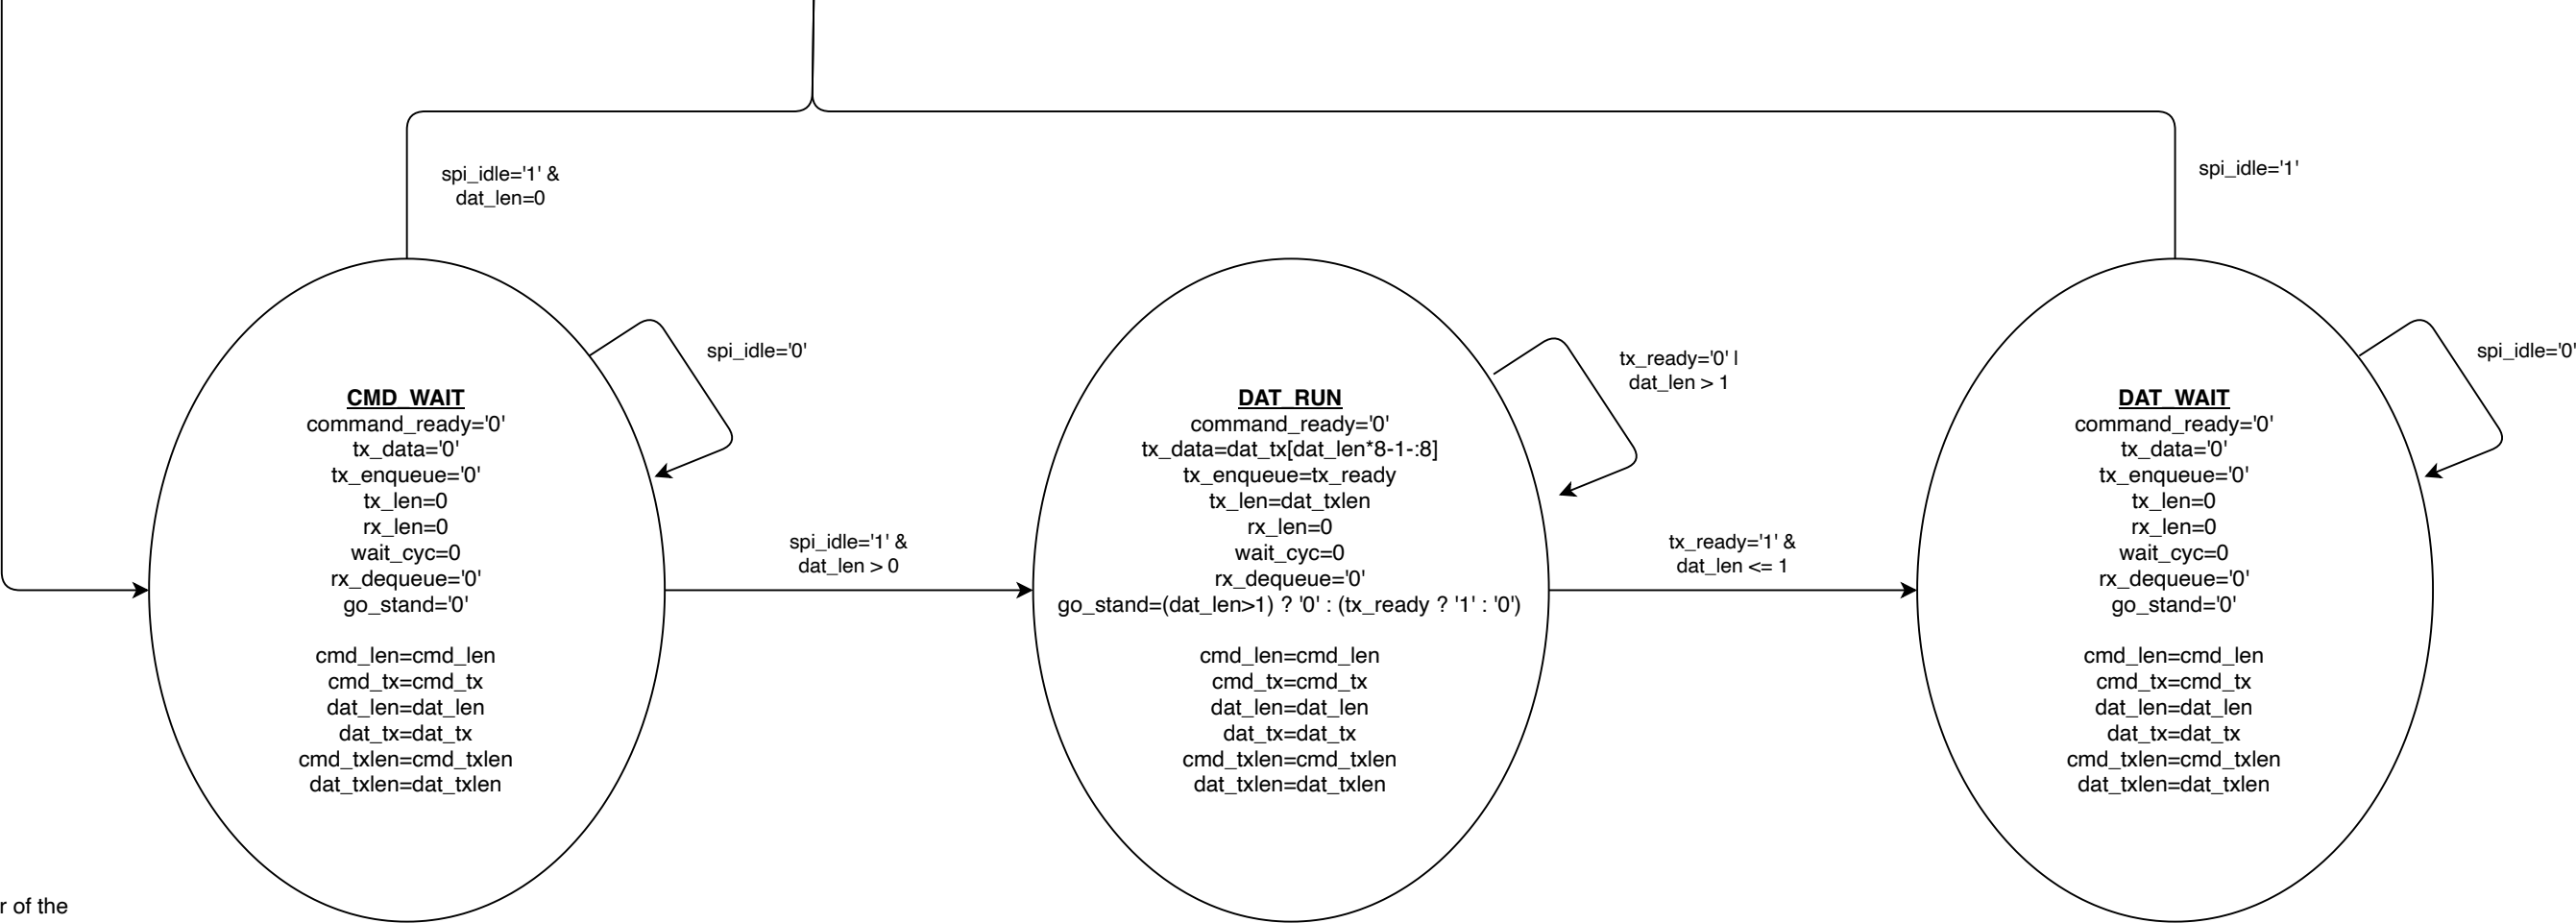 spi_idle='1' &
dat_len=0
spi_idle='1'
spi_idle='0'
CMD_WAIT
command_ready='0'
tx_data='0'
tx_enqueue='0'
tx_len=0
rx_len=0
wait_cyc=0
rx_dequeue='0'
go_stand='0'
cmd_len=cmd_len
cmd_tx=cmd_tx
dat_len=dat_len
dat_tx=dat_tx
cmd_txlen=cmd_txlen
dat_txlen=dat_txlen
spi_idle='1' &
dat_len > 0
tx_ready='0' |
dat_len > 1
DAT_RUN
command_ready='0'
tx_data=dat_tx[dat_len*8-1-:8]
tx_enqueue=tx_ready
tx_len=dat_txlen
rx_len=0
wait_cyc=0
rx_dequeue='0'
go_stand=(dat_len>1) ? '0' : (tx_ready ? '1' : '0')
cmd_len=cmd_len
cmd_tx=cmd_tx
dat_len=dat_len
dat_tx=dat_tx
cmd_txlen=cmd_txlen
dat_txlen=dat_txlen
tx_ready='1' &
dat_len <= 1
spi_idle='0'
DAT_WAIT
command_ready='0'
tx_data='0'
tx_enqueue='0'
tx_len=0
rx_len=0
wait_cyc=0
rx_dequeue='0'
go_stand='0'
cmd_len=cmd_len
cmd_tx=cmd_tx
dat_len=dat_len
dat_tx=dat_tx
cmd_txlen=cmd_txlen
dat_txlen=dat_txlen
r of the